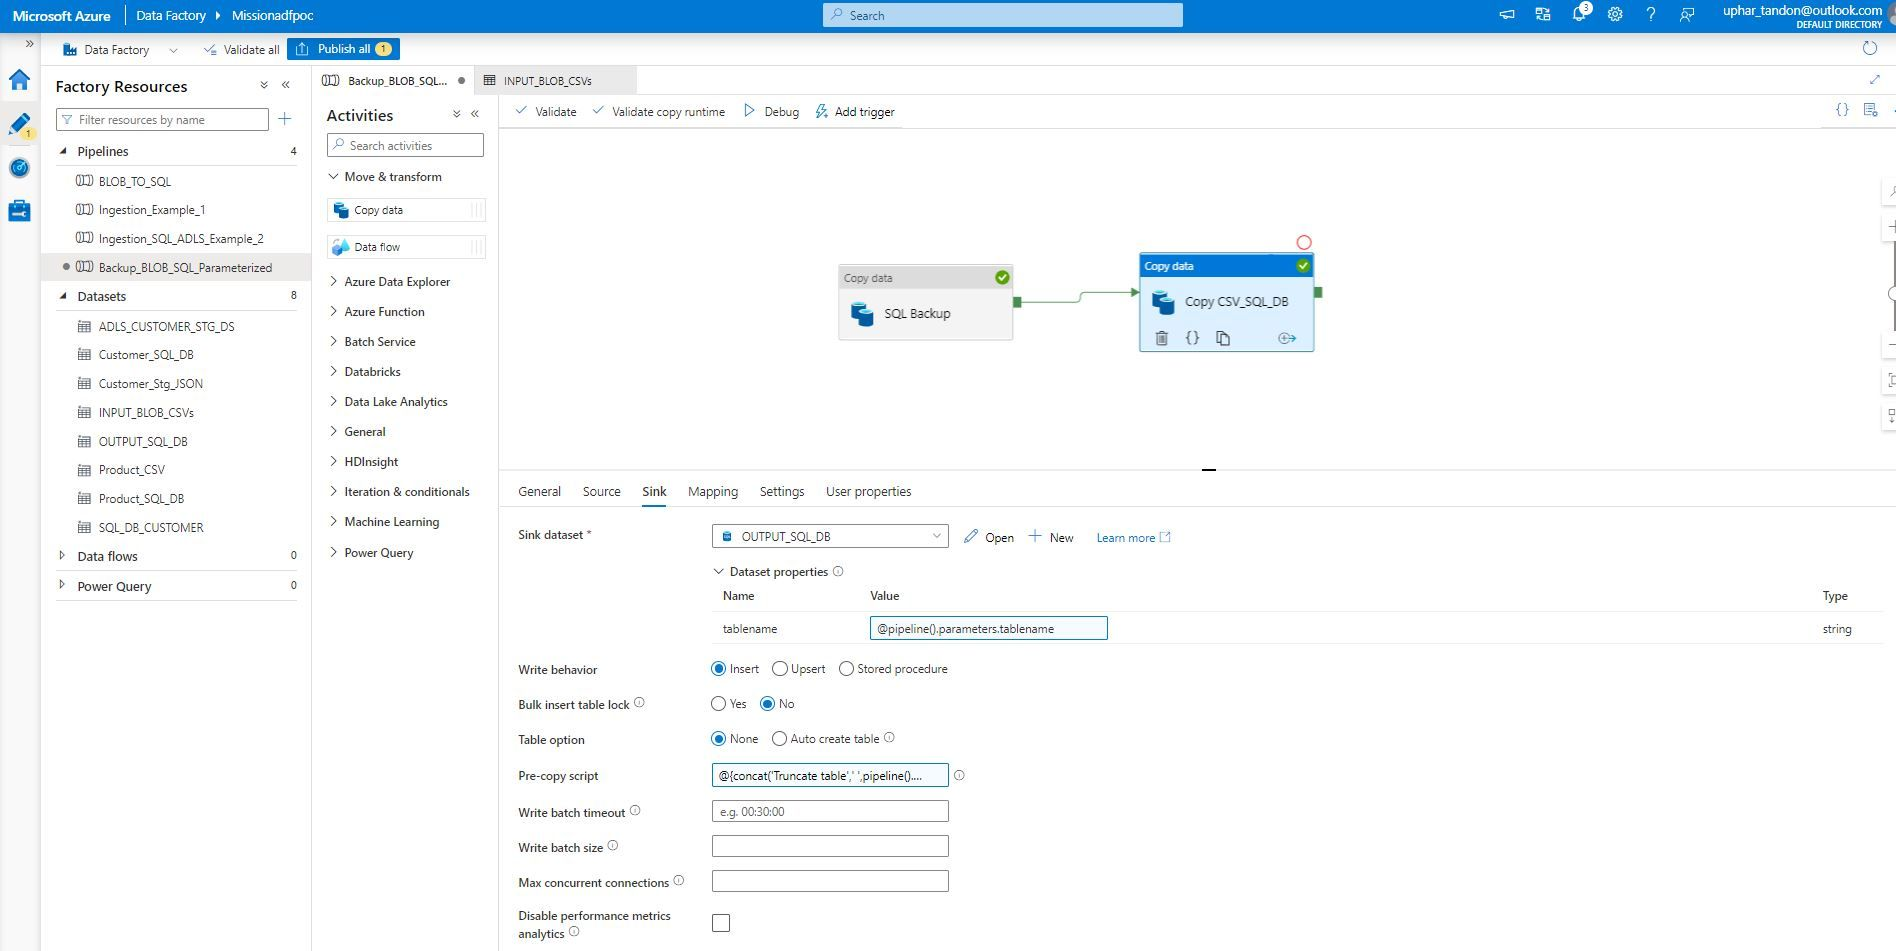 Microsoft Azure
Data Factory
Missionadfpoc
Search
3
uphar_tandon@outlook.com
DEFAULT DIRECTORY
Data Factory
Validate all
Publish all 1
1
Factory Resources
Filter resources by name
Pipelines 4
BLOB_TO_SQL
Ingestion_Example_1
Ingestion_SQL_ADLS_Example_2
Backup_BLOB_SQL_Parameterized
Datasets 8
ADLS_CUSTOMER_STG_DS
Customer_SQL_DB
Customer_Stg_JSON
INPUT_BLOB_CSVs
OUTPUT_SQL_DB
Product_CSV
Product_SQL_DB
SQL_DB_CUSTOMER
Data flows 0
Power Query 0
Backup_BLOB_SQL...
INPUT_BLOB_CSVs
Activities
Search activities
Move & transform
Copy data
Data flow
Azure Data Explorer
Azure Function
Batch Service
Databricks
Data Lake Analytics
General
HDInsight
Iteration & conditionals
Machine Learning
Power Query
Validate
Validate copy runtime
Debug
Add trigger
Copy data
SQL Backup
Copy data
Copy CSV_SQL_DB
General Source Sink Mapping Settings User properties
Sink dataset *
OUTPUT_SQL_DB
Open
New
Learn more
Dataset properties
Name Value Type
tablename @pipeline().parameters.tablename string
Write behavior Insert Upsert Stored procedure
Bulk insert table lock Yes No
Table option None Auto create table
Pre-copy script @{concat('Truncate table',' ',pipeline()....
Write batch timeout e.g. 00:30:00
Write batch size
Max concurrent connections
Disable performance metrics
analytics